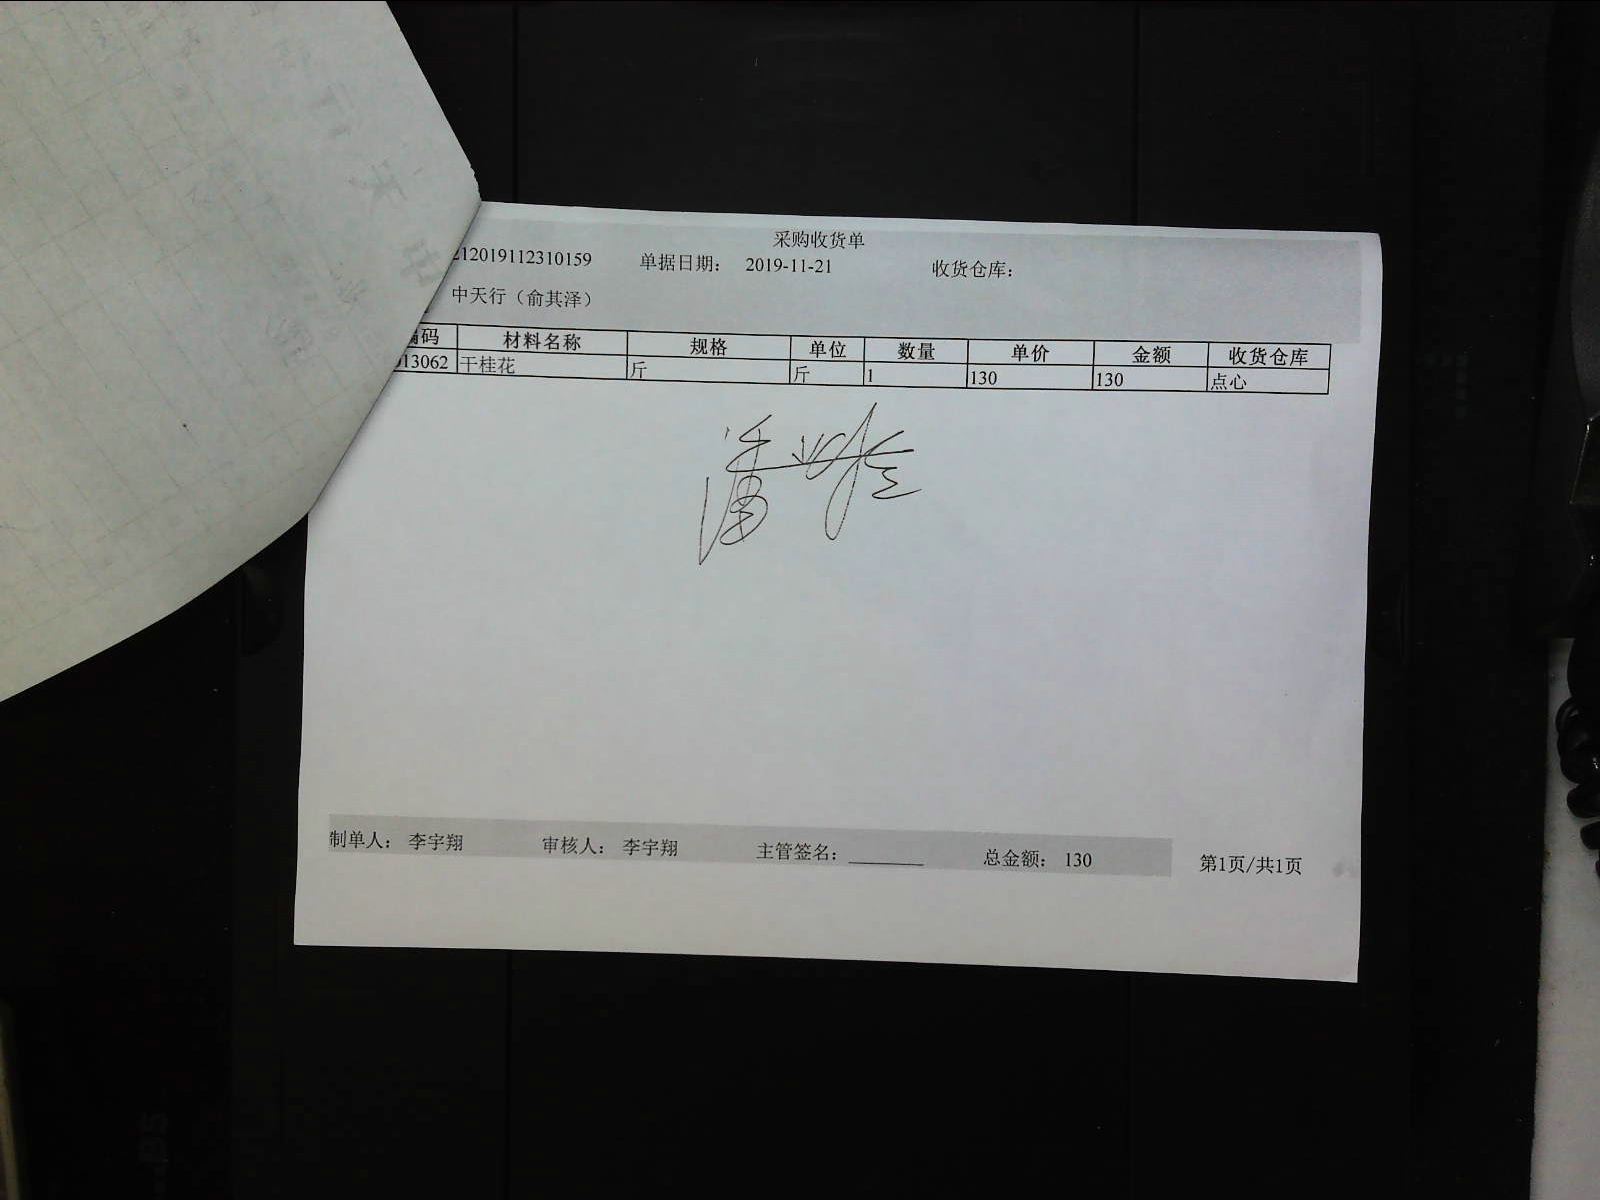 采购收货单
212019112310159 单据日期： 2019-11-21 收货仓库：
中天行（俞其泽）
编码 材料名称 规格 单位 数量 单价 金额 收货仓库
013062 干桂花 斤 斤 1 130 130 点心
制单人： 李宇翔 审核人： 李宇翔 主管签名： 总金额： 130 第1页/共1页